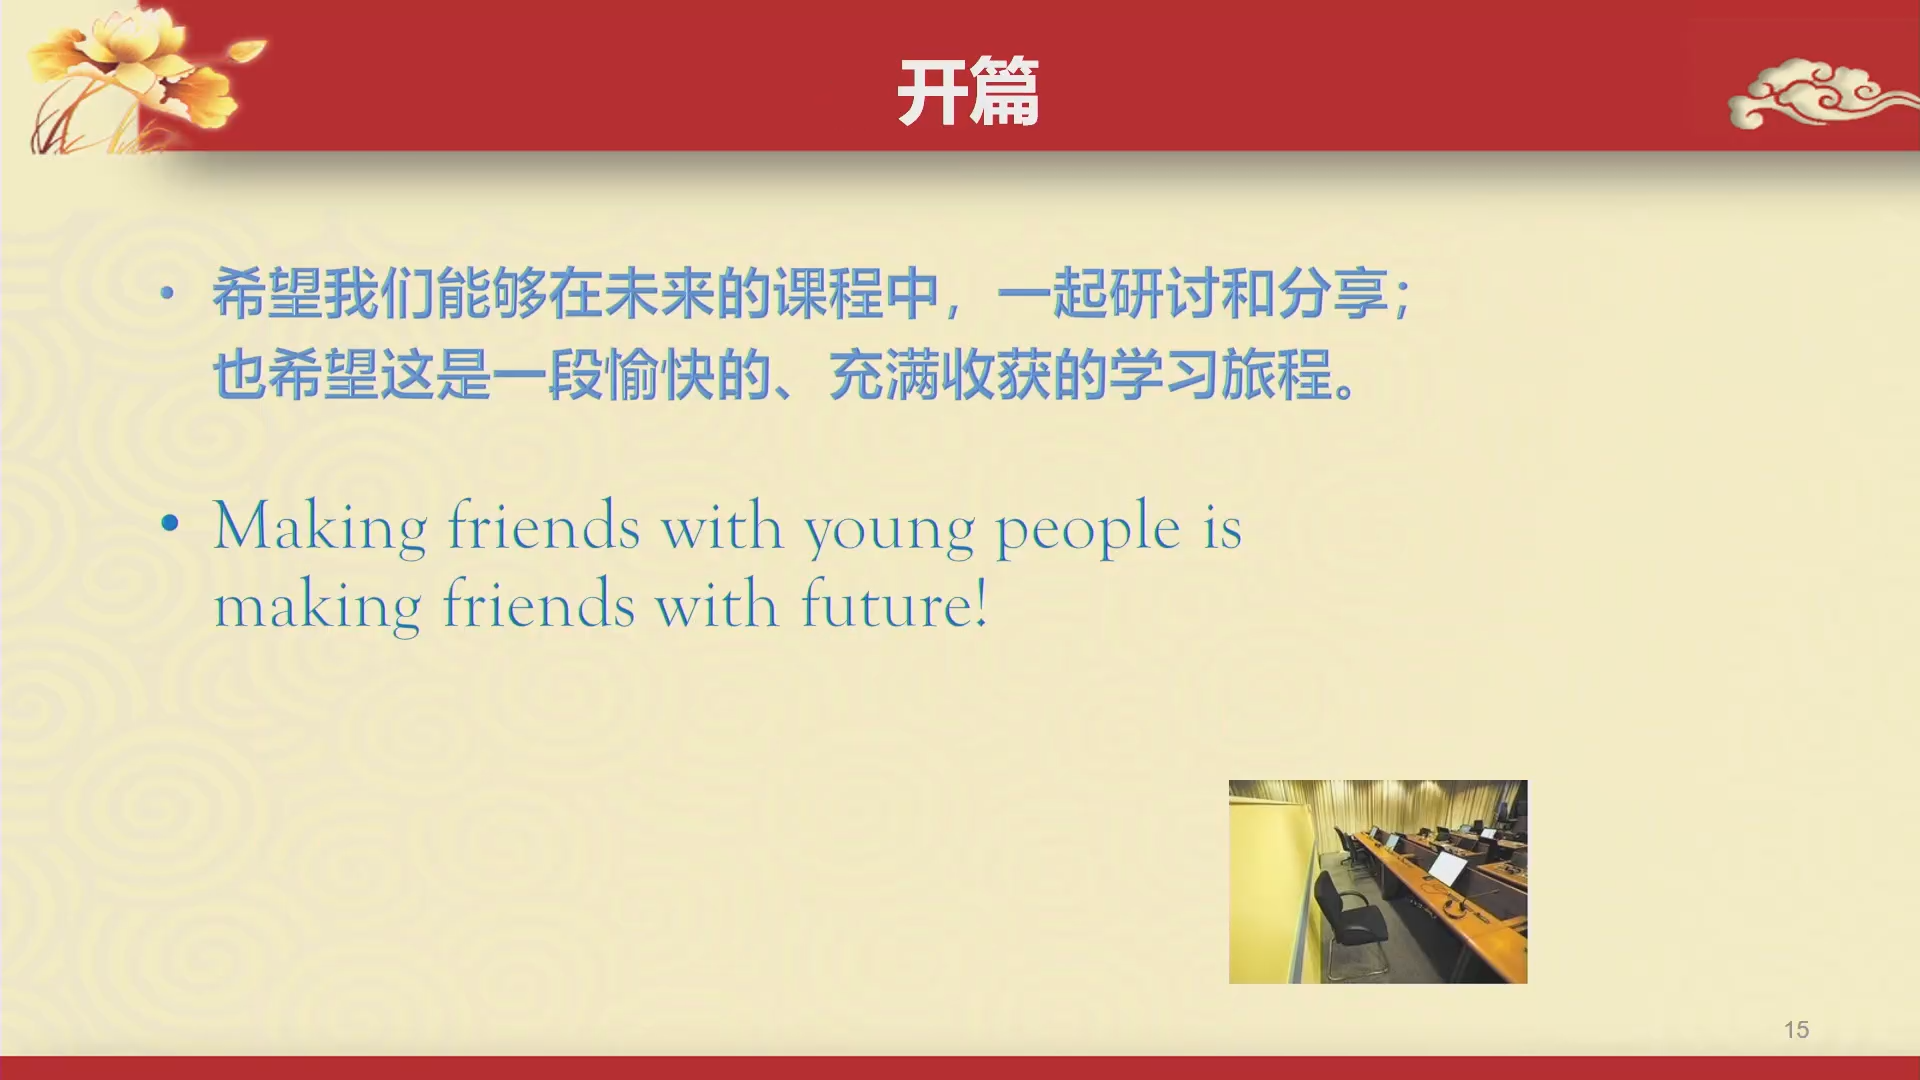 开篇
• 希望我们能够在未来的课程中，一起研讨和分享；
也希望这是一段愉快的、充满收获的学习旅程。
• Making friends with young people is
making friends with future!
15